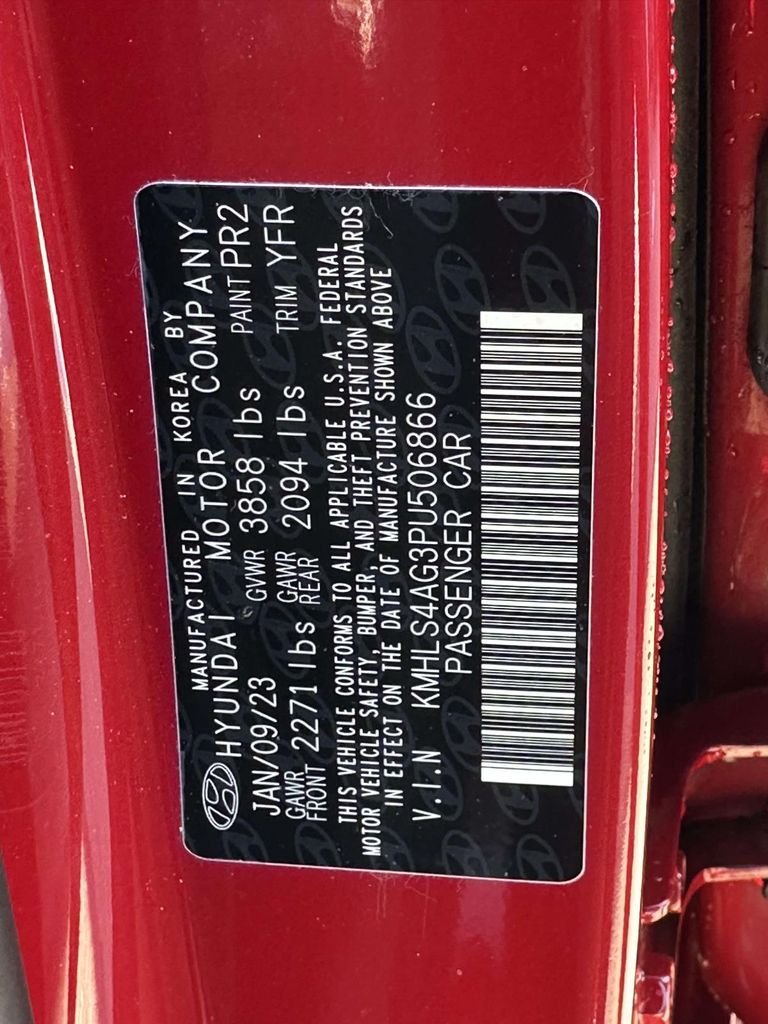 MANUFACTURED IN KOREA BY
HYUNDAI MOTOR COMPANY
JAN/09/23 GVWR 3858 lbs PAINT PR2
GAWR FRONT 2271 lbs GAWR REAR 2094 lbs TRIM YFR
THIS VEHICLE CONFORMS TO ALL APPLICABLE U.S.A. FEDERAL
MOTOR VEHICLE SAFETY, BUMPER, AND THEFT PREVENTION STANDARDS
IN EFFECT ON THE DATE OF MANUFACTURE SHOWN ABOVE
V.I.N KMHLS4AG3PU506866
PASSENGER CAR